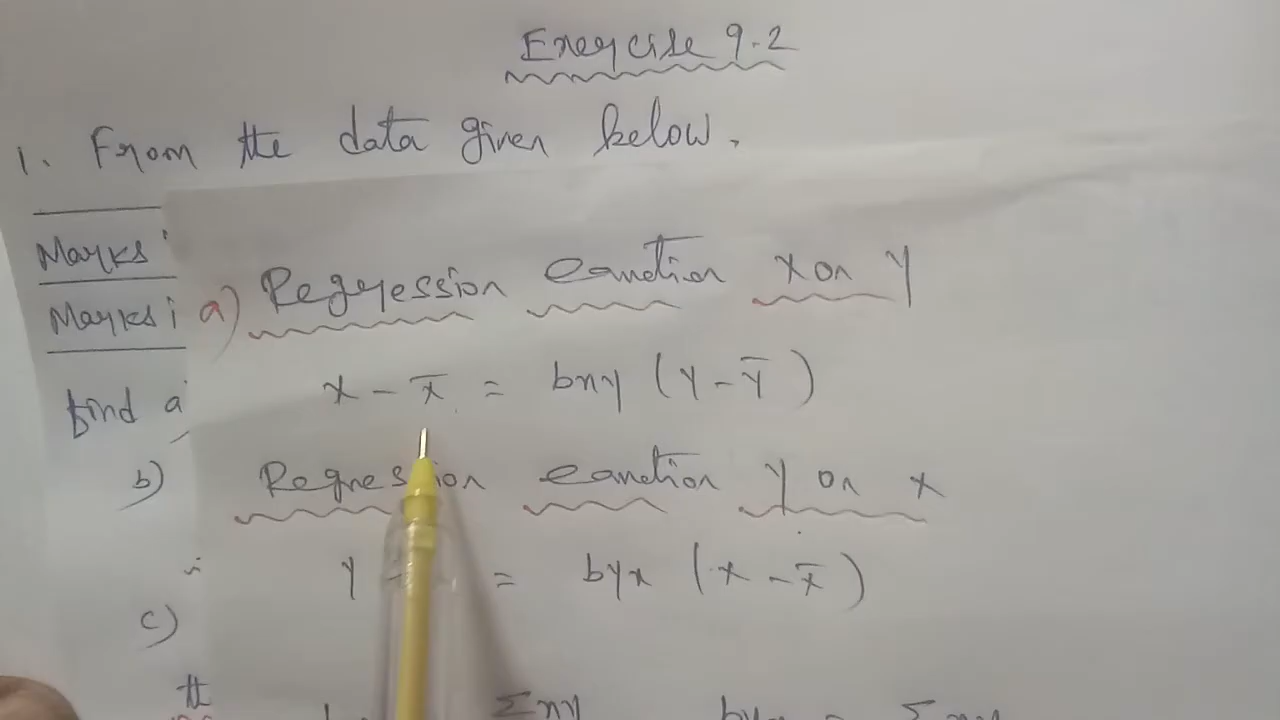 Exercise 9.2
1. From the data given below.
Marks
Marks i
a) Regression equation X on Y
find a
x - x̄ = bxy (y - ȳ)
b) Regression equation y on x
y = byx (x - x̄)
c)
Σxy